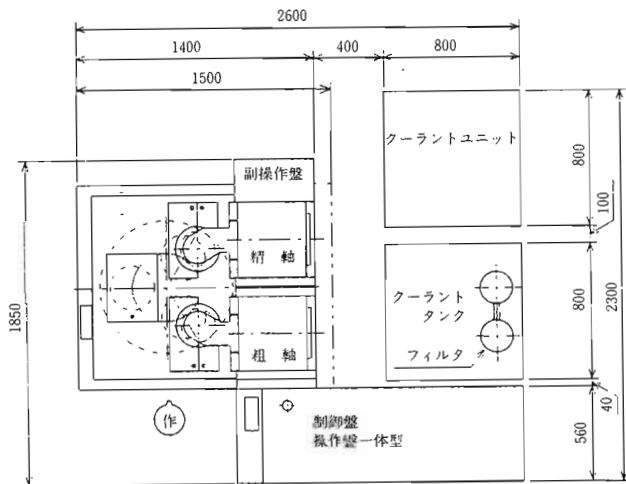 2600
1400
400
800
1500
クーラントユニット
800
副操作盤
100
精軸
1850
クーラント
タンク
800
2300
粗軸
フィルタ
作
制御盤
操作盤一体型
560
40